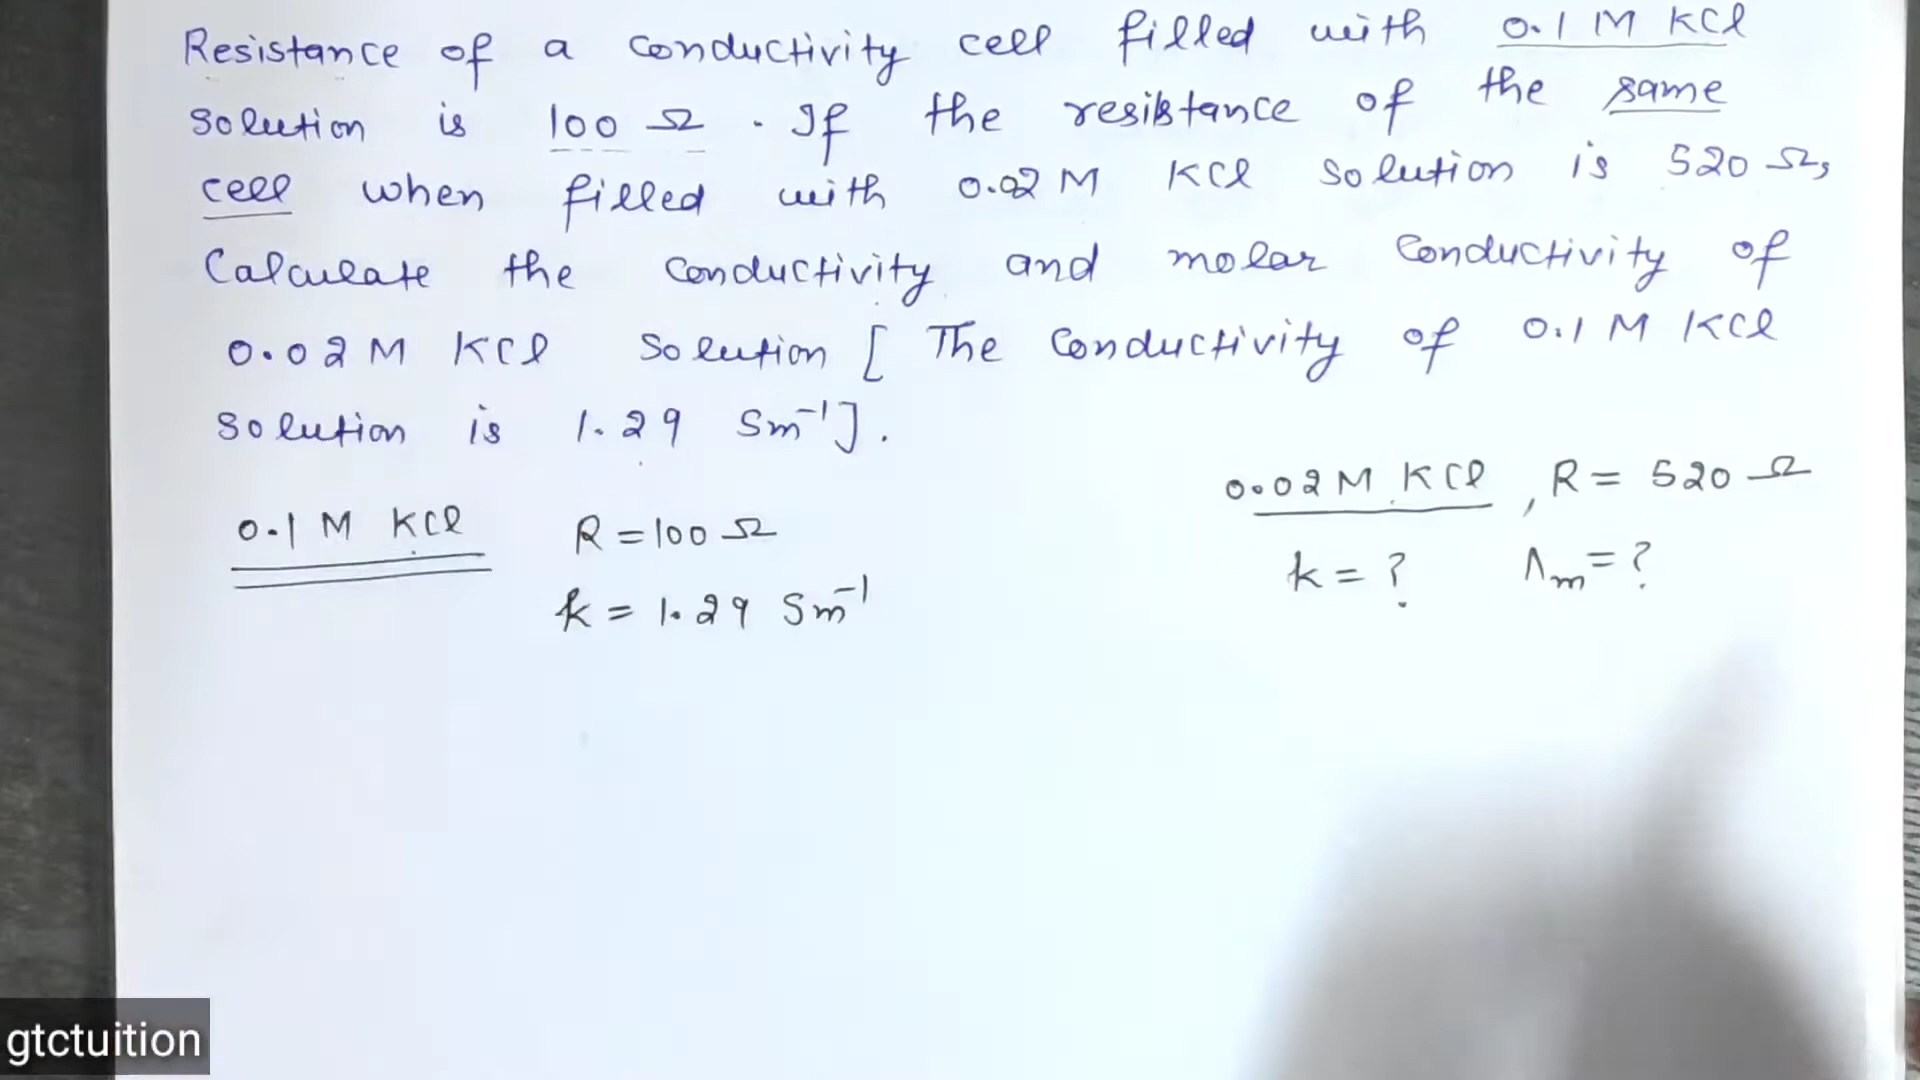 Resistance of a conductivity cell filled with 0.1 M KCl
solution is 100 Ω . If the resistance of the same
cell when filled with 0.02 M KCl solution is 520 Ω,
Calculate the conductivity and molar conductivity of
0.02 M KCl solution [ The conductivity of 0.1 M KCl
solution is 1.29 Sm⁻¹].
0.1 M KCl R = 100 Ω
k = 1.29 Sm⁻¹
0.02 M KCl , R = 520 Ω
k = ? Λm = ?
gtctuition